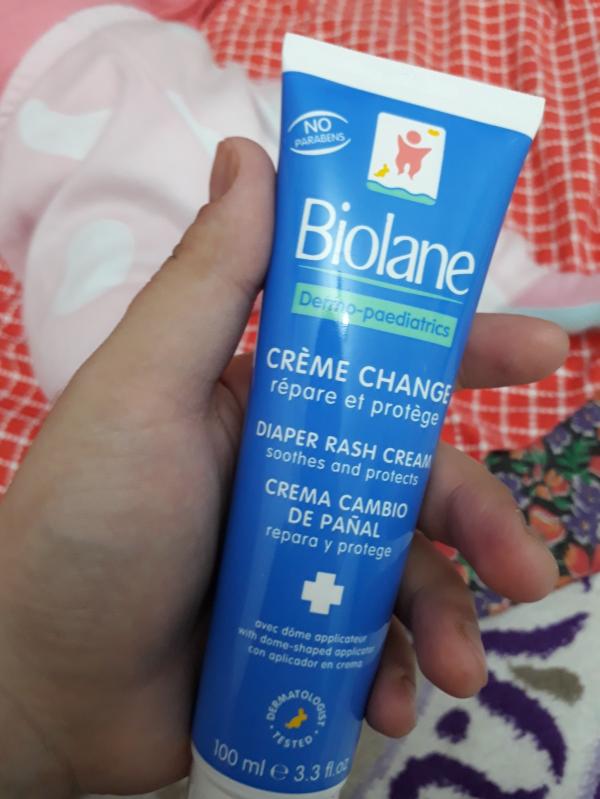 NO
PARABENS
Biolane
Dermo-paediatrics
CRÈME CHANGE
répare et protège
DIAPER RASH CREAM
soothes and protects
CREMA CAMBIO
DE PAÑAL
repara y protege
avec dôme applicateur
with dome-shaped applicator
con aplicador en crema
DERMATOLOGIST
• TESTED •
100 ml e 3.3 fl.oz